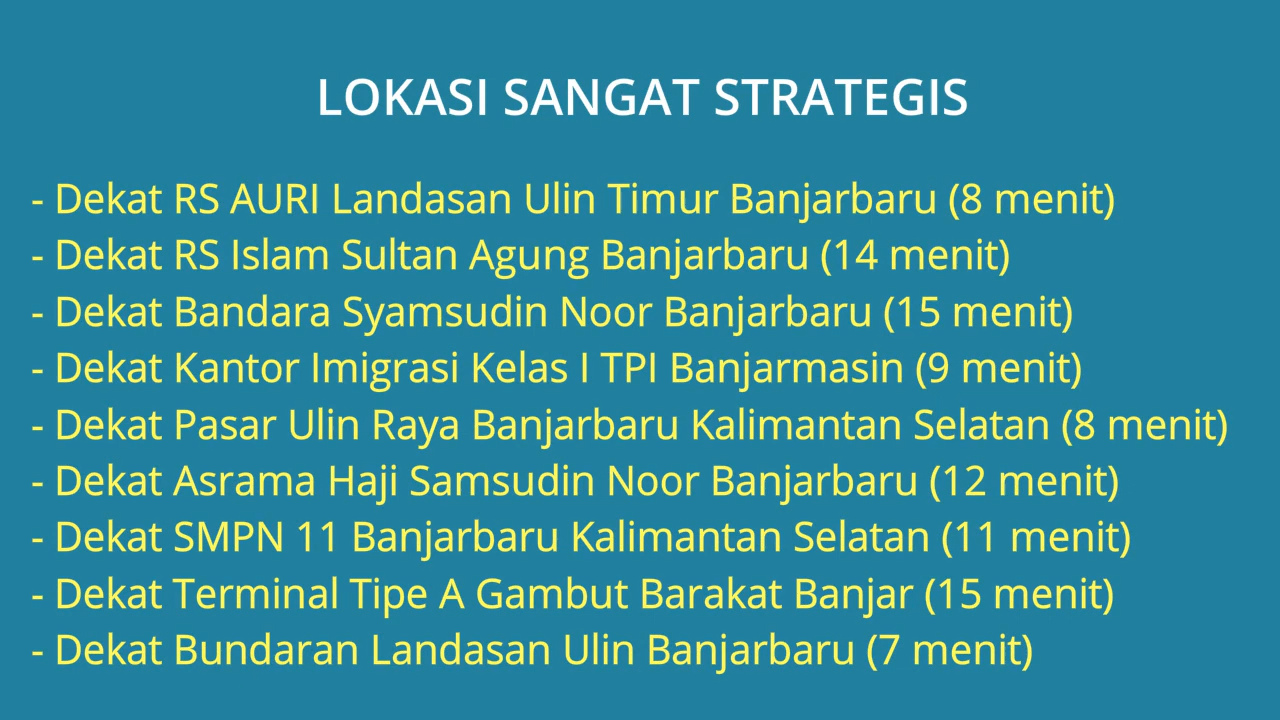 LOKASI SANGAT STRATEGIS
- Dekat RS AURI Landasan Ulin Timur Banjarbaru (8 menit)
- Dekat RS Islam Sultan Agung Banjarbaru (14 menit)
- Dekat Bandara Syamsudin Noor Banjarbaru (15 menit)
- Dekat Kantor Imigrasi Kelas I TPI Banjarmasin (9 menit)
- Dekat Pasar Ulin Raya Banjarbaru Kalimantan Selatan (8 menit)
- Dekat Asrama Haji Samsudin Noor Banjarbaru (12 menit)
- Dekat SMPN 11 Banjarbaru Kalimantan Selatan (11 menit)
- Dekat Terminal Tipe A Gambut Barakat Banjar (15 menit)
- Dekat Bundaran Landasan Ulin Banjarbaru (7 menit)